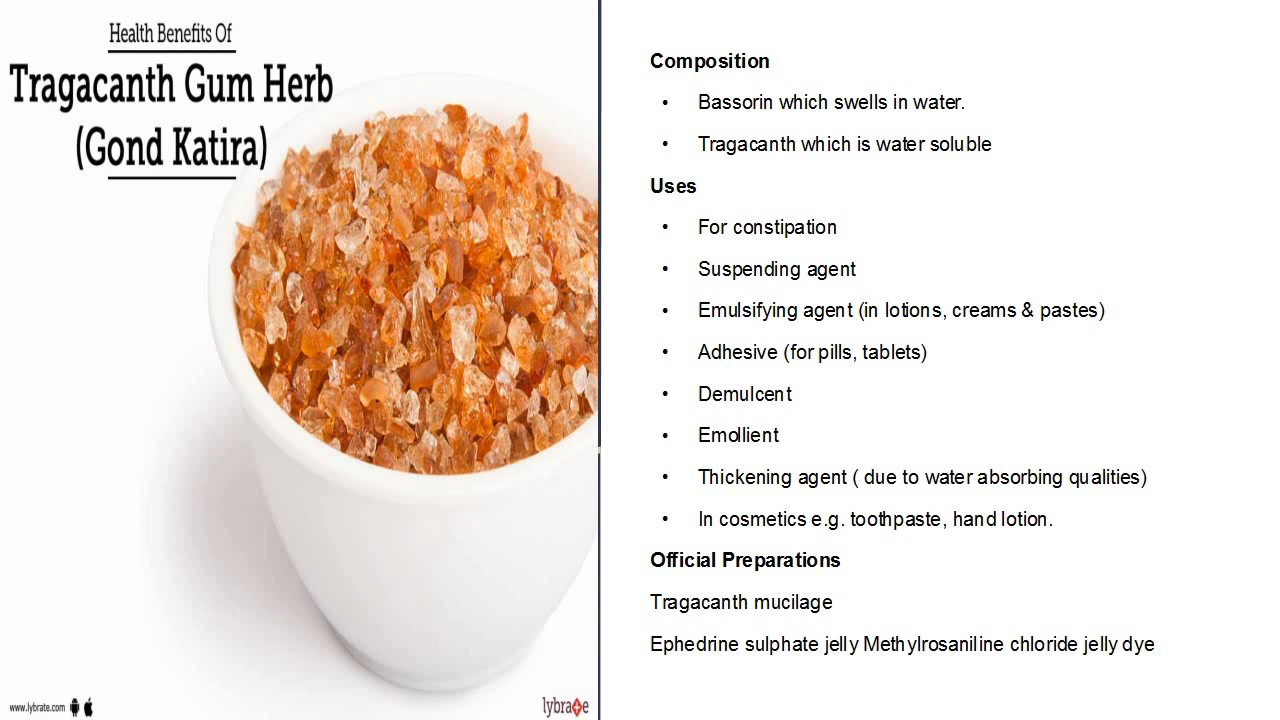 Health Benefits Of
Tragacanth Gum Herb
(Gond Katira)
www.lybrate.com
lybrate
Composition
• Bassorin which swells in water.
• Tragacanth which is water soluble
Uses
• For constipation
• Suspending agent
• Emulsifying agent (in lotions, creams & pastes)
• Adhesive (for pills, tablets)
• Demulcent
• Emollient
• Thickening agent ( due to water absorbing qualities)
• In cosmetics e.g. toothpaste, hand lotion.
Official Preparations
Tragacanth mucilage
Ephedrine sulphate jelly Methylrosaniline chloride jelly dye